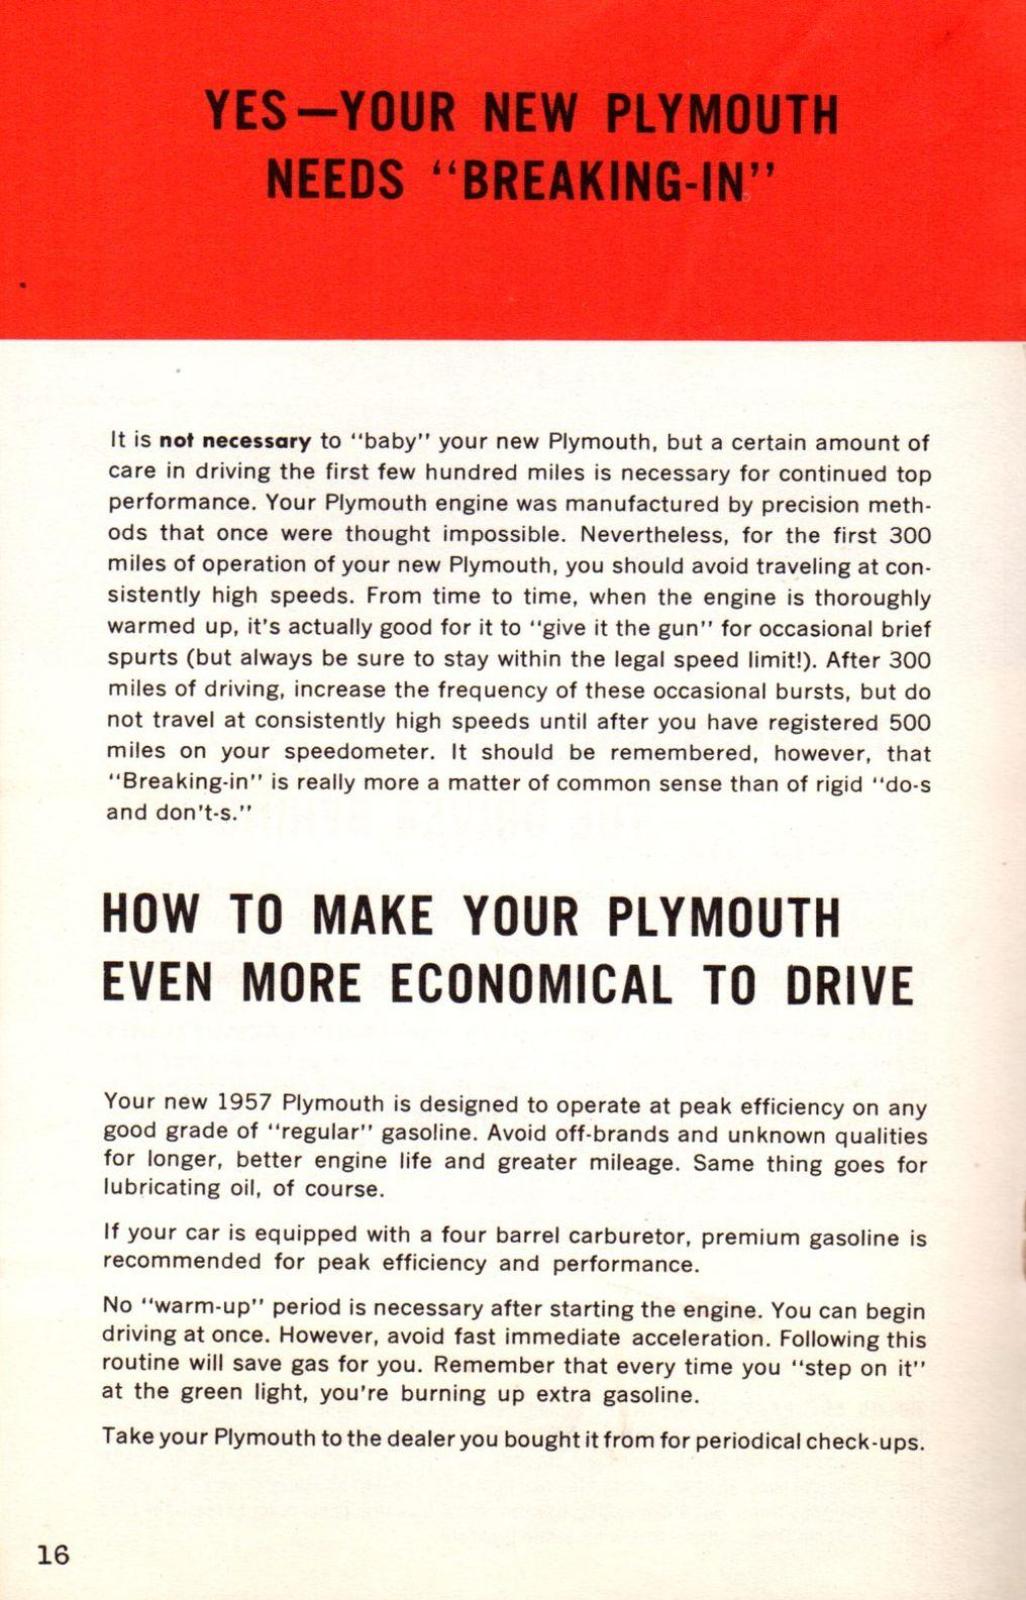 YES—YOUR NEW PLYMOUTH
NEEDS “BREAKING-IN”
It is not necessary to “baby” your new Plymouth, but a certain amount of
care in driving the first few hundred miles is necessary for continued top
performance. Your Plymouth engine was manufactured by precision meth-
ods that once were thought impossible. Nevertheless, for the first 300
miles of operation of your new Plymouth, you should avoid traveling at con-
sistently high speeds. From time to time, when the engine is thoroughly
warmed up, it's actually good for it to “give it the gun” for occasional brief
spurts (but always be sure to stay within the legal speed limit!). After 300
miles of driving, increase the frequency of these occasional bursts, but do
not travel at consistently high speeds until after you have registered 500
miles on your speedometer. It should be remembered, however, that
“Breaking-in” is really more a matter of common sense than of rigid “do-s
and don't-s.”
HOW TO MAKE YOUR PLYMOUTH
EVEN MORE ECONOMICAL TO DRIVE
Your new 1957 Plymouth is designed to operate at peak efficiency on any
good grade of “regular” gasoline. Avoid off-brands and unknown qualities
for longer, better engine life and greater mileage. Same thing goes for
lubricating oil, of course.
If your car is equipped with a four barrel carburetor, premium gasoline is
recommended for peak efficiency and performance.
No “warm-up” period is necessary after starting the engine. You can begin
driving at once. However, avoid fast immediate acceleration. Following this
routine will save gas for you. Remember that every time you “step on it”
at the green light, you're burning up extra gasoline.
Take your Plymouth to the dealer you bought it from for periodical check-ups.
16